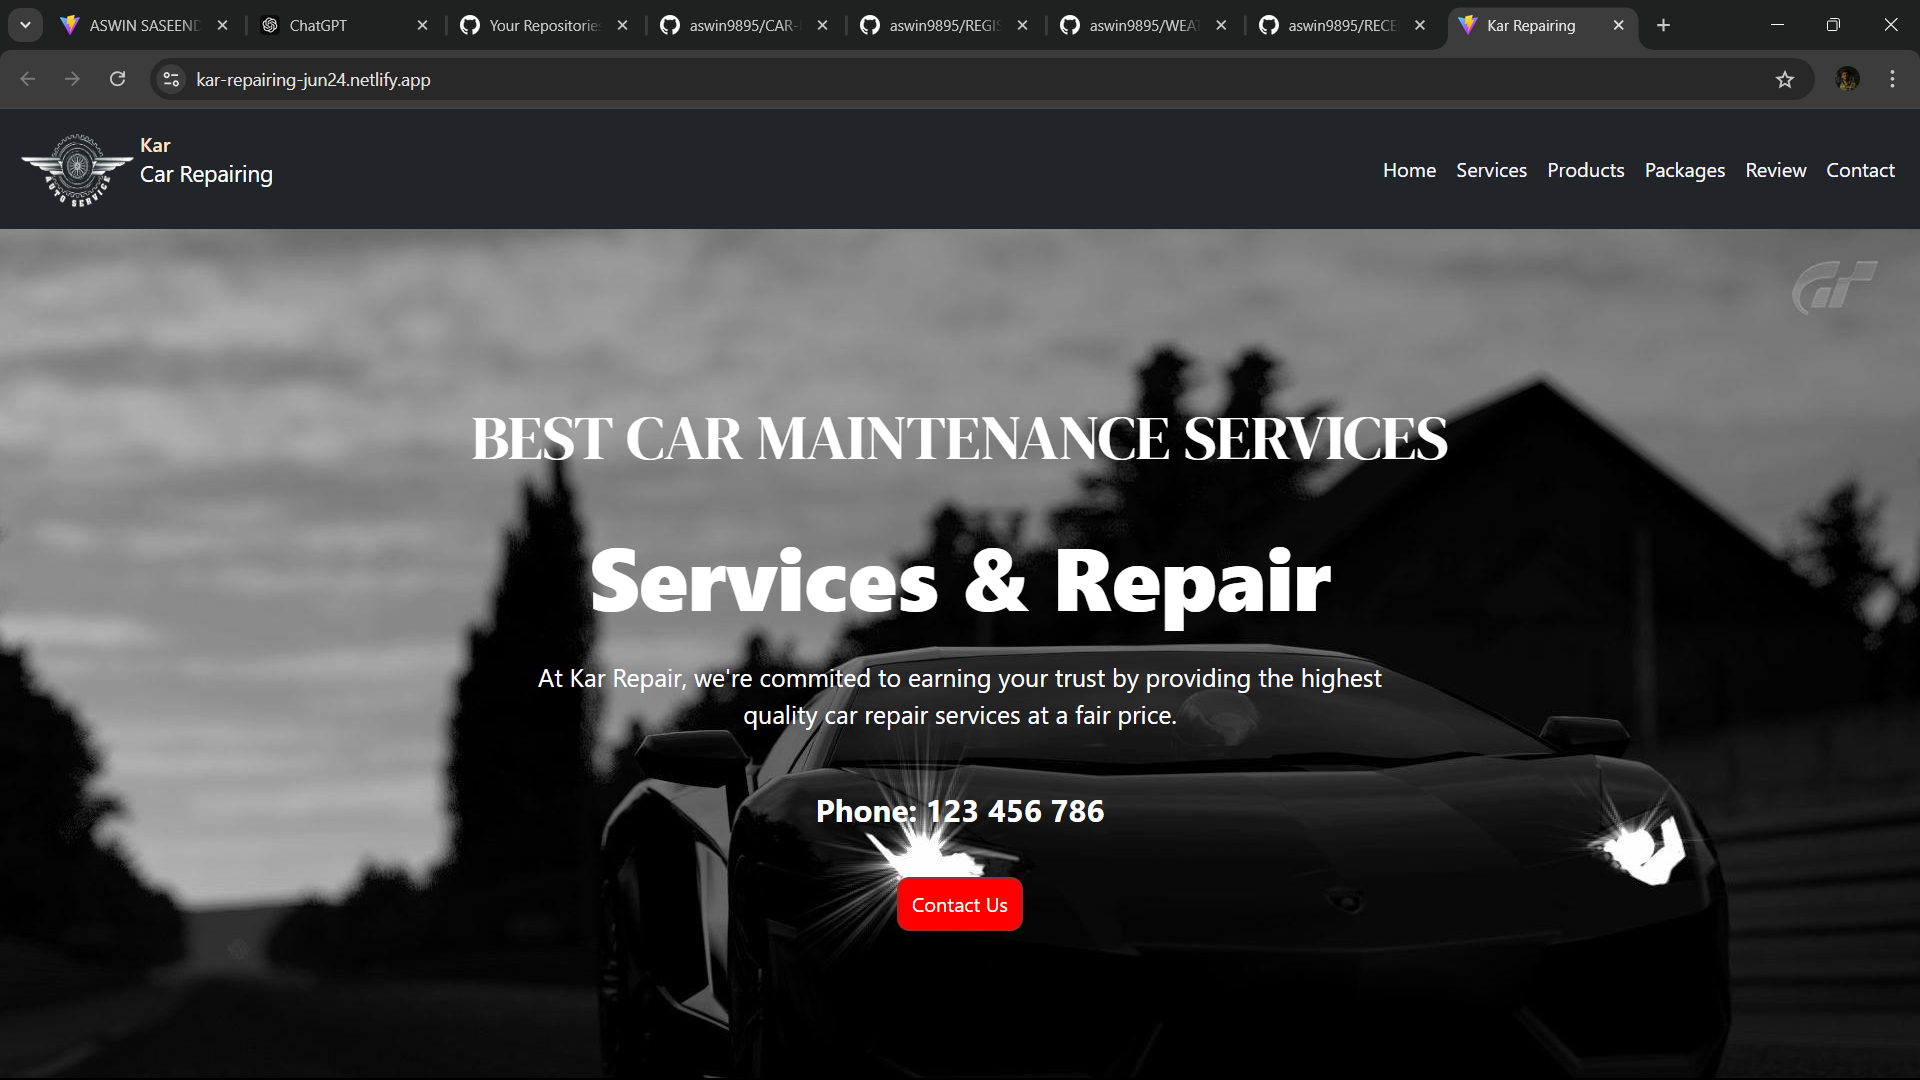 ASWIN SASEEND
ChatGPT
Your Repositories
aswin9895/CAR-
aswin9895/REGIS
aswin9895/WEAT
aswin9895/RECE
Kar Repairing
kar-repairing-jun24.netlify.app
AUTO SERVICE
Kar
Car Repairing
Home Services Products Packages Review Contact
GT
BEST CAR MAINTENANCE SERVICES
Services & Repair
At Kar Repair, we're commited to earning your trust by providing the highest
quality car repair services at a fair price.
Phone: 123 456 786
Contact Us